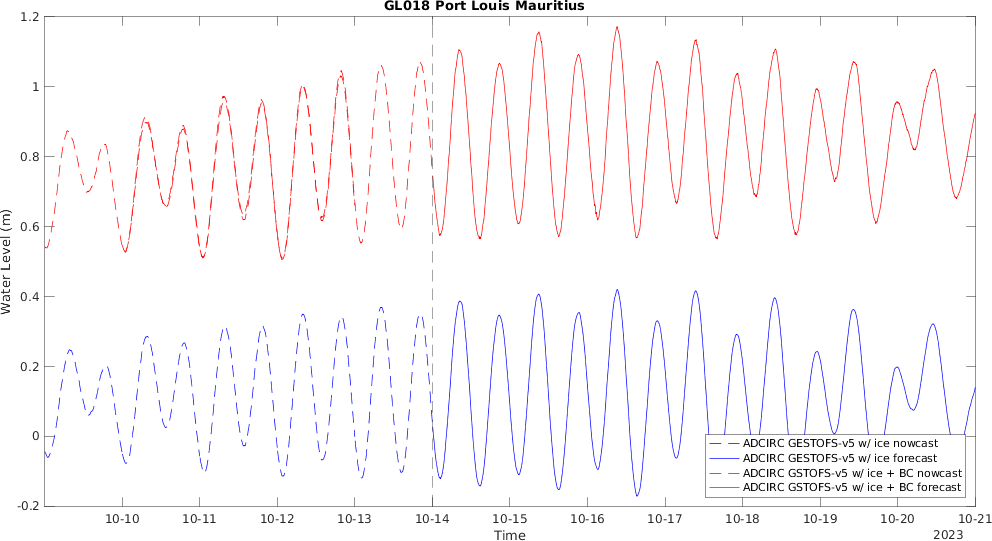 GL018 Port Louis Mauritius
Water Level (m)
1.2
1
0.8
0.6
0.4
0.2
0
-0.2
10-10 10-11 10-12 10-13 10-14 10-15 10-16 10-17 10-18 10-19 10-20 10-21
Time
2023
ADCIRC GESTOFS-v5 w/ ice nowcast
ADCIRC GESTOFS-v5 w/ ice forecast
ADCIRC GSTOFS-v5 w/ ice + BC nowcast
ADCIRC GSTOFS-v5 w/ ice + BC forecast